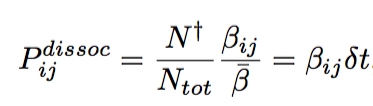 P_{ij}^{dissoc} = \frac{N^{\dagger}}{N_{tot}} \frac{\beta_{ij}}{\bar{\beta}} = \beta_{ij} \delta t.